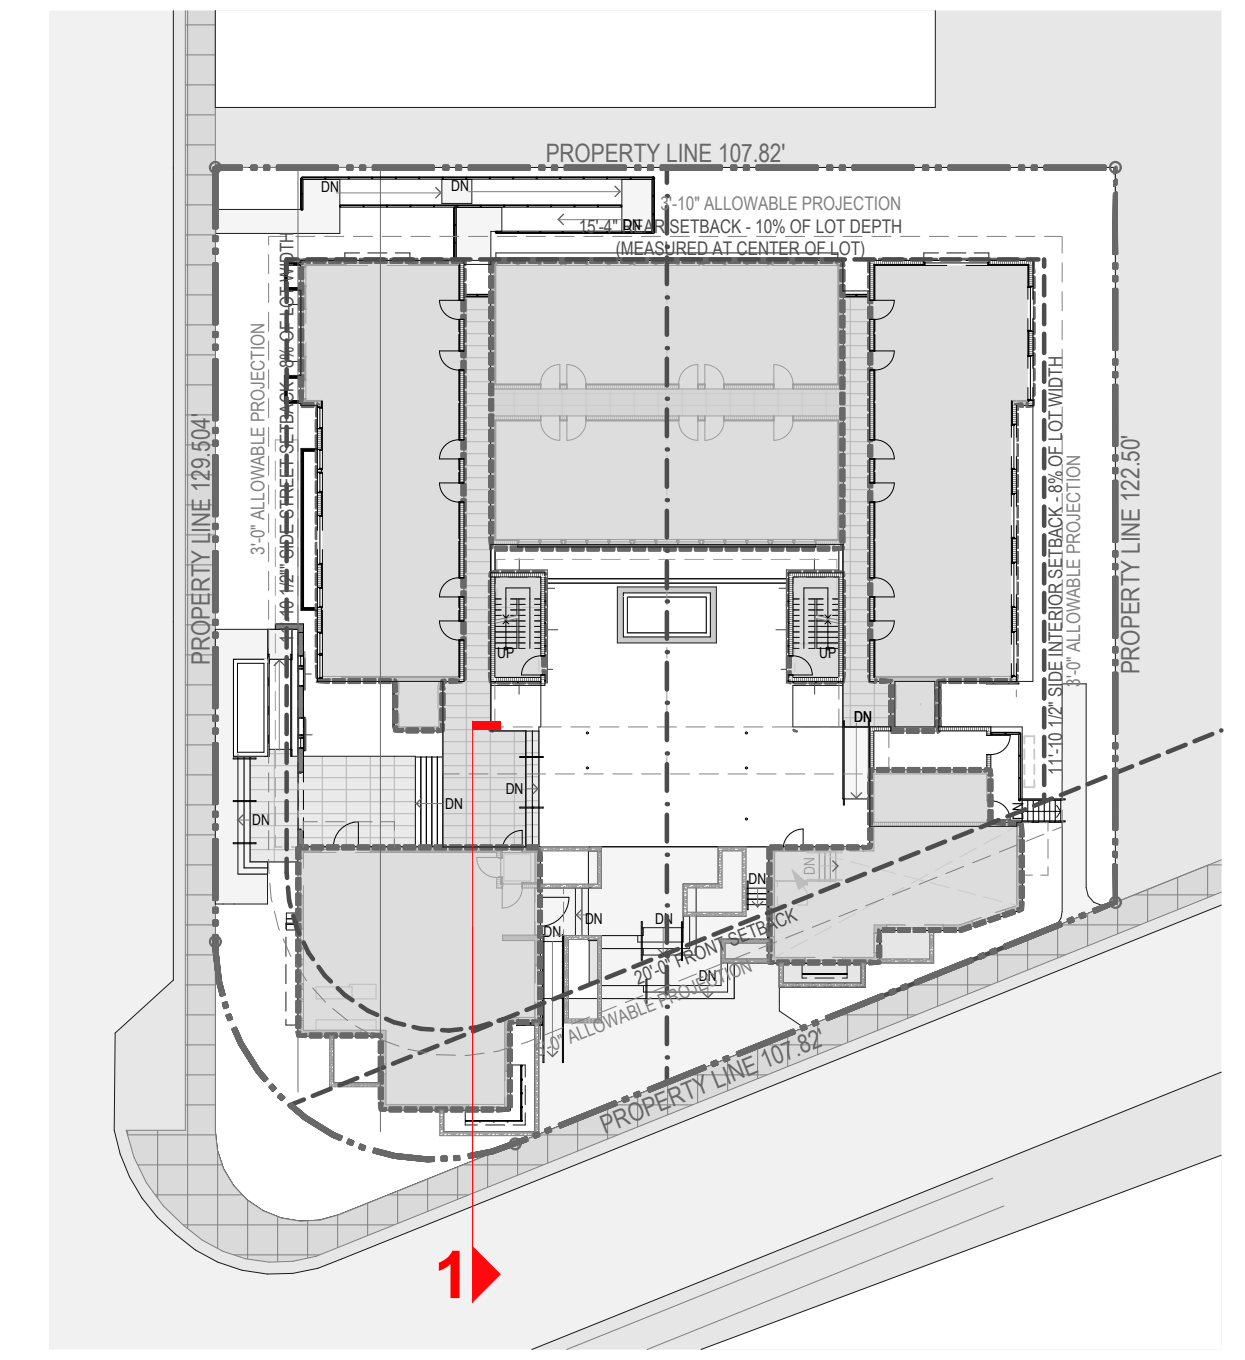 PROPERTY LINE 107.82'
DN
DN
3'-10" ALLOWABLE PROJECTION
DN
15'-4" REAR SETBACK - 10% OF LOT DEPTH
(MEASURED AT CENTER OF LOT)
PROPERTY LINE 129.504'
3'-0" ALLOWABLE PROJECTION
10 1/2" SIDE STREET SETBACK - 8% OF LOT WIDTH
11'-10 1/2" SIDE INTERIOR SETBACK - 8% OF LOT WIDTH
3'-0" ALLOWABLE PROJECTION
PROPERTY LINE 122.50'
UP
UP
DN
DN
DN
DN
DN
DN
DN
DN
DN
DN
DN
20'-0" FRONT SETBACK
-0" ALLOWABLE PROJECTION
PROPERTY LINE 107.82'
1